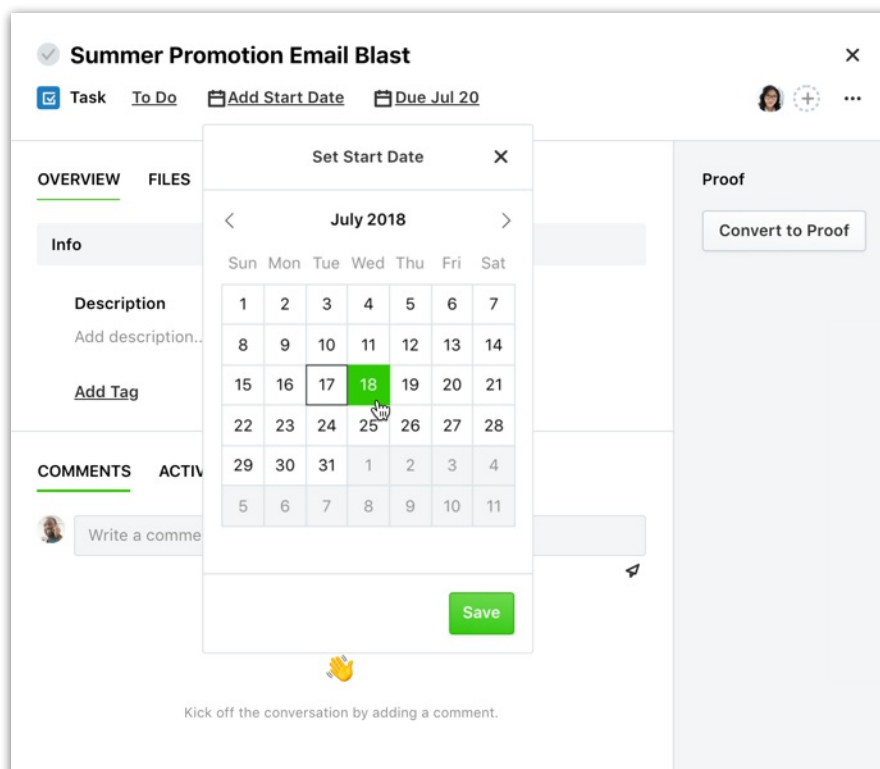 Summer Promotion Email Blast
Task To Do Add Start Date Due Jul 20
Set Start Date
OVERVIEW FILES
Proof
July 2018
Convert to Proof
Info
Sun Mon Tue Wed Thu Fri Sat
1 2 3 4 5 6 7
Description
Add description..
8 9 10 11 12 13 14
15 16 17 18 19 20 21
Add Tag
22 23 24 25 26 27 28
29 30 31 1 2 3 4
COMMENTS ACTIV
5 6 7 8 9 10 11
Write a comme
Save
Kick off the conversation by adding a comment.